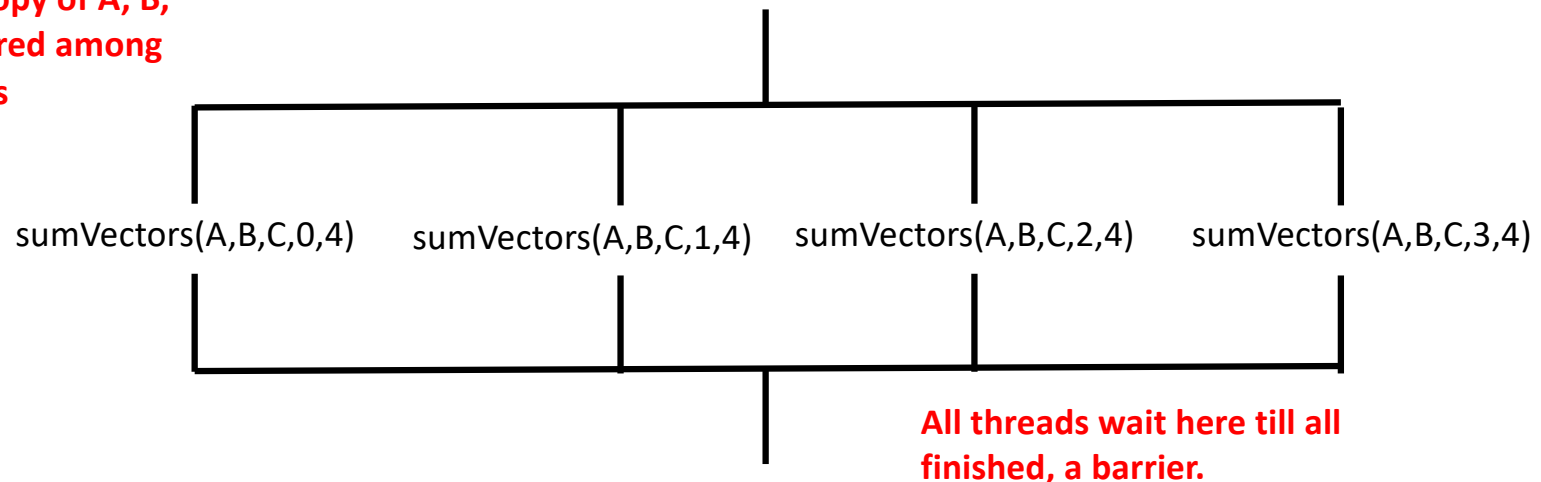 of A, B,
red among
sumVectors(A,B,C,0,4)
sumVectors(A,B,C,1,4)
sumVectors(A,B,C,2,4)
sumVectors(A,B,C,3,4)
All threads wait here till all
finished, a barrier.